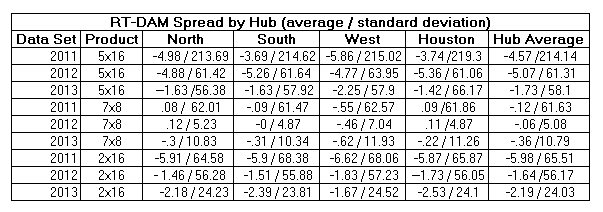 RT-DAM Spread by Hub (average / standard deviation)
Data Set Product North South West Houston Hub Average
2011 5x16 -4.98 / 213.69 -3.69 / 214.62 -5.86 / 215.02 -3.74 /219.3 -4.57 /214.14
2012 5x16 -4.88 / 61.42 -5.26 / 61.64 -4.77 / 63.95 -5.36 / 61.06 -5.07 / 61.31
2013 5x16 -1.63 /56.38 -1.63 / 57.92 -2.25 / 57.9 -1.42 / 66.17 -1.73 / 58.1
2011 7x8 .08 / 62.01 -.09 /61.47 -.55 /62.57 .09 /61.86 -.12 /61.63
2012 7x8 .12 / 5.23 -0 / 4.87 -.46 / 7.04 .11 /4.87 -.06 /5.08
2013 7x8 -.3 /10.83 -.31 / 10.34 -.62 /11.93 -.22 / 11.26 -.36 /10.79
2011 2x16 -5.91 / 64.58 -5.9 / 68.38 -6.62 / 68.06 -5.87 /65.87 -5.98 /65.51
2012 2x16 -1.46 / 56.28 -1.51 / 55.88 -1.83 / 57.23 -1.73 / 56.05 -1.64 /56.17
2013 2x16 -2.18 / 24.23 -2.39 / 23.81 -1.67 / 24.52 -2.53 / 24.1 -2.19 / 24.03